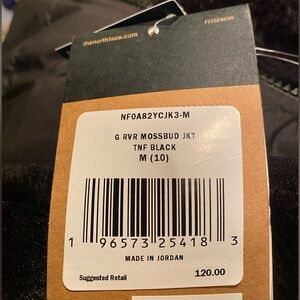 thenorthface.com
F22GENCVR
NF0A82YCJK3-M
G RVR MOSSBUD JKT
TNF BLACK
M (10)
1 96573 25418 3
MADE IN JORDAN
Suggested Retail 120.00